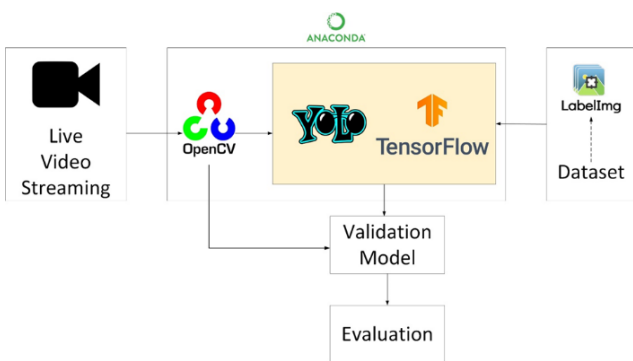 ANACONDA
Live
Video
Streaming
OpenCV
YOLO
TensorFlow
LabelImg
Dataset
Validation
Model
Evaluation